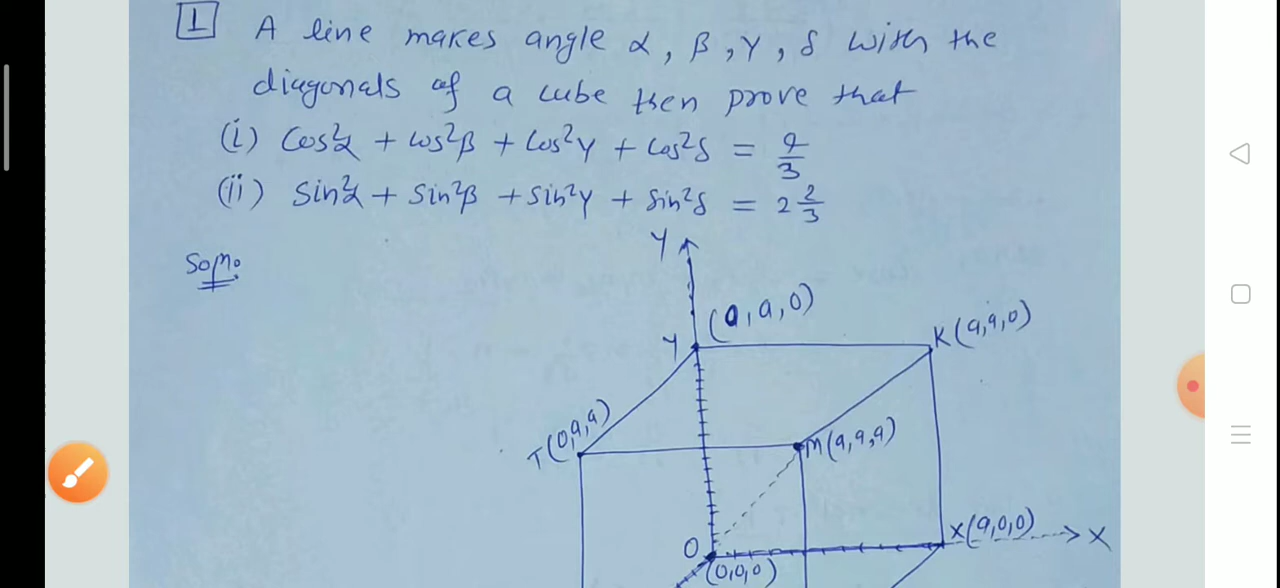 1 A line makes angle α, β, γ, δ with the
diagonals of a cube then prove that
(i) Cos²α + cos²β + Cos²γ + Cos²δ = 4/3
(ii) Sin²α + Sin²β + Sin²γ + Sin²δ = 2 2/3
Soln.
Y
Y (0, a, 0)
K(a,a,0)
T(0,a,a)
M(a,a,a)
O
X(a,0,0)
X
(0,0,0)